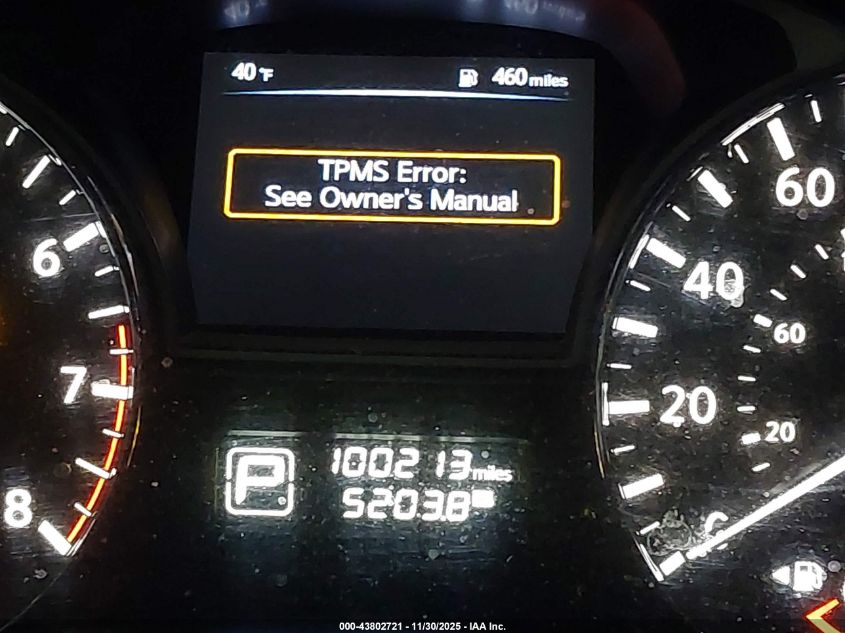 40°F 460 miles
TPMS Error:
See Owner's Manual
6
7
8
60
40
20
60
20
P
100213 miles
5203.8
000-43802721 - 11/30/2025 - IAA Inc.